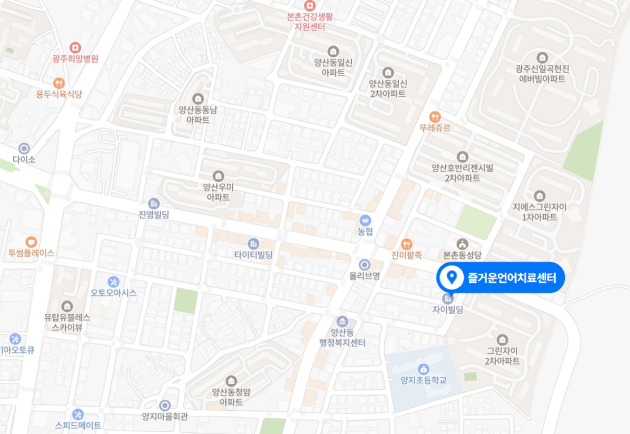 본촌건강생활
지원센터
광주희망병원
양산동일신
아파트
광주신일곡현진
에버빌아파트
용두식육식당
양산동일신
2차아파트
양산동동남
아파트
뚜레쥬르
다이소
양산호반리젠시빌
2차아파트
양산우미
아파트
지에스그린자이
1차아파트
진영빌딩
농협
투썸플레이스
타이티빌딩
진미팥죽
본촌동성당
올리브영
즐거운언어치료센터
오토오아시스
자이빌딩
유탑유블레스
스카이뷰
양산동
행정복지센터
기아오토큐
그린자이
2차아파트
양지초등학교
양산동청암
아파트
양지마을회관
스피드메이트